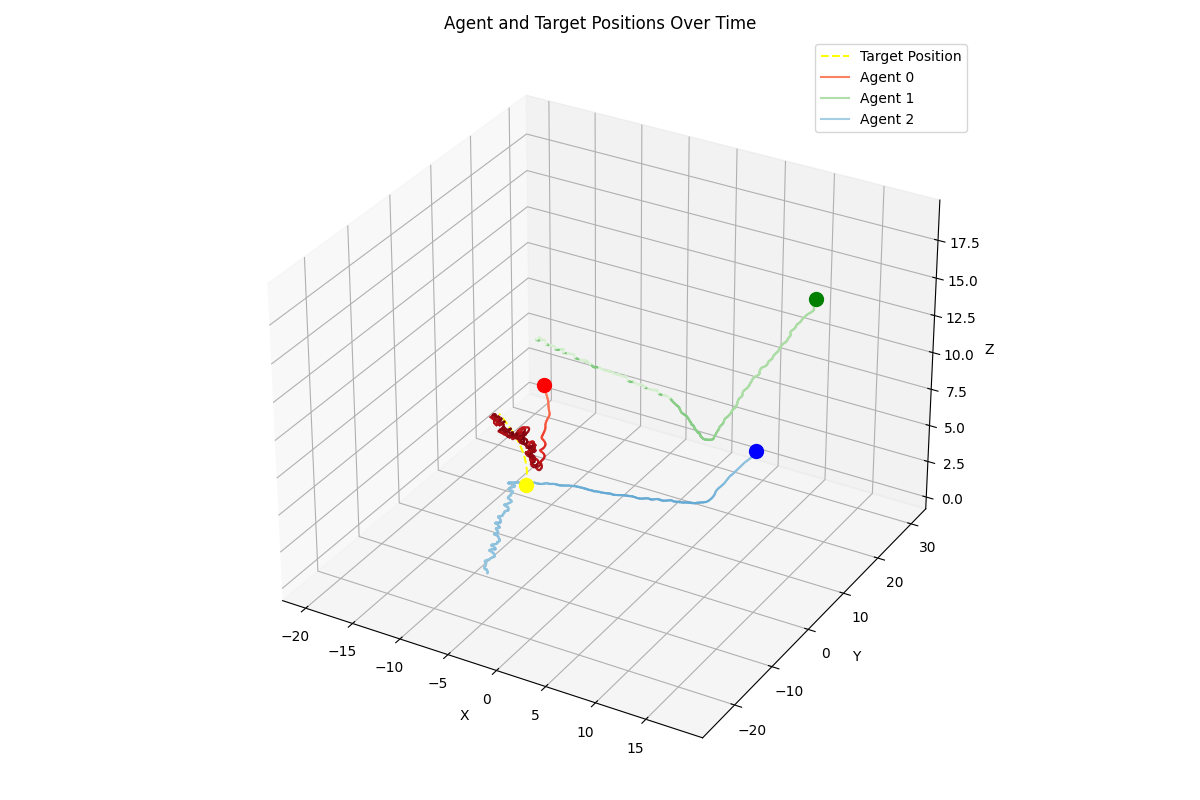 Agent and Target Positions Over Time
Target Position
Agent 0
Agent 1
Agent 2
17.5
15.0
12.5
10.0
Z
7.5
5.0
2.5
0.0
30
20
10
0
Y
−10
−20
−20
−15
−10
−5
0
X
5
10
15